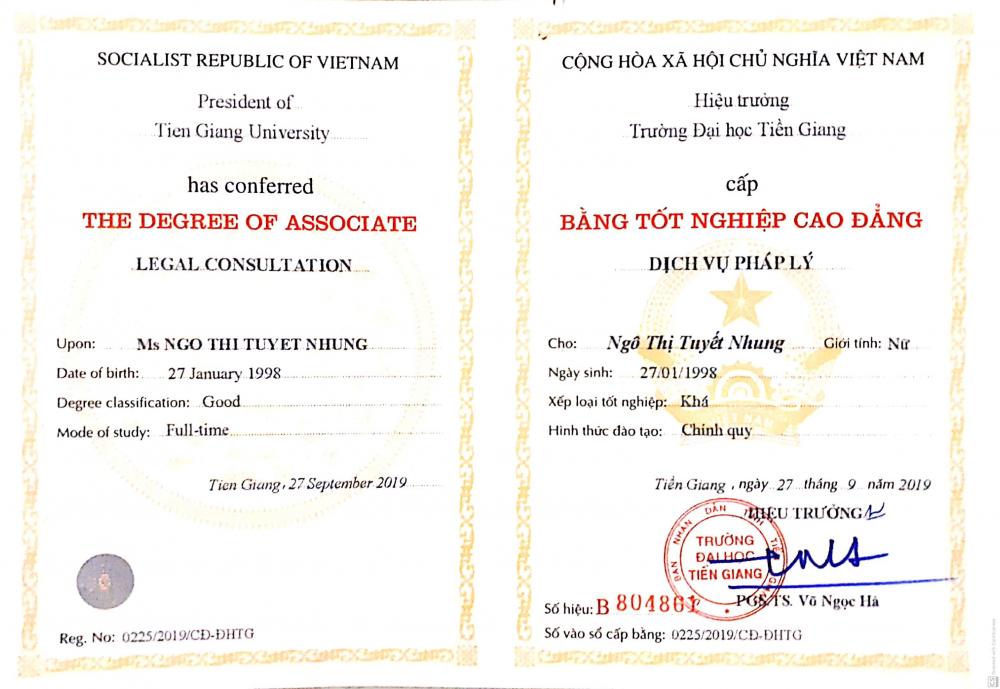 SOCIALIST REPUBLIC OF VIETNAM
President of
Tien Giang University
has conferred
THE DEGREE OF ASSOCIATE
LEGAL CONSULTATION
Upon: Ms NGO THI TUYET NHUNG
Date of birth: 27 January 1998
Degree classification: Good
Mode of study: Full-time
Tien Giang, 27 September 2019
Reg. No: 0225/2019/CĐ-ĐHTG
CỘNG HÒA XÃ HỘI CHỦ NGHĨA VIỆT NAM
Hiệu trưởng
Trường Đại học Tiền Giang
cấp
BẰNG TỐT NGHIỆP CAO ĐẲNG
DỊCH VỤ PHÁP LÝ
Cho: Ngô Thị Tuyết Nhung Giới tính: Nữ
Ngày sinh: 27/01/1998
Xếp loại tốt nghiệp: Khá
Hình thức đào tạo: Chính quy
Tiền Giang, ngày 27 tháng 9 năm 2019
HIỆU TRƯỞNG
TRƯỜNG
ĐẠI HỌC
TIỀN GIANG
PGS.TS. Võ Ngọc Hà
Số hiệu: B 804861
Số vào sổ cấp bằng: 0225/2019/CĐ-ĐHTG